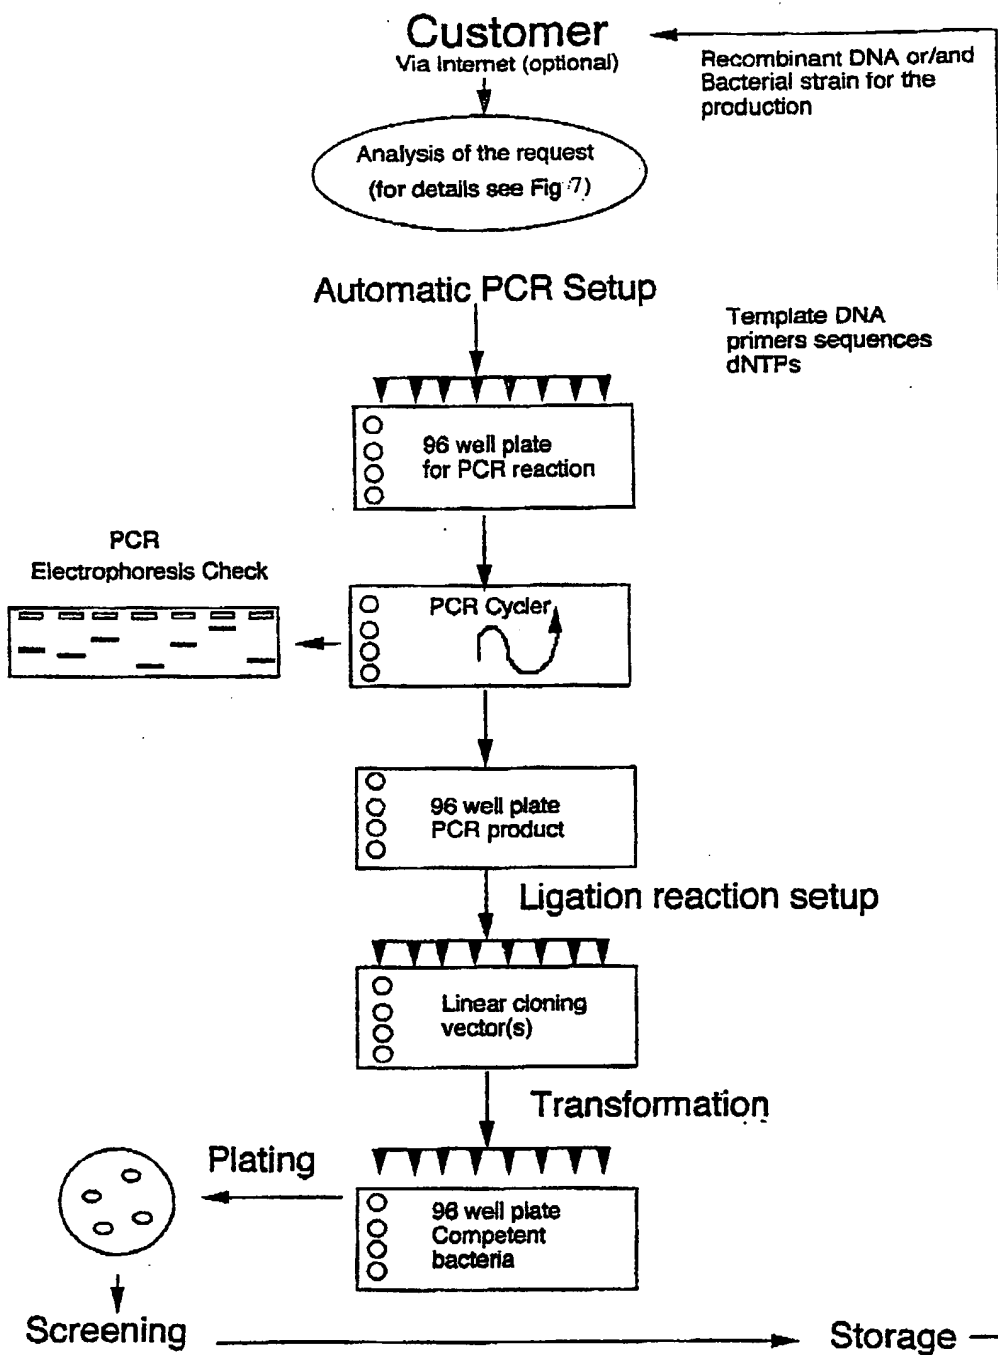 Customer
Via Internet (optional)
Recombinant DNA or/and
Bacterial strain for the
production
Analysis of the request
(for details see Fig 7)
Automatic PCR Setup
Template DNA
primers sequences
dNTPs
96 well plate
for PCR reaction
PCR
Electrophoresis Check
PCR Cycler
96 well plate
PCR product
Ligation reaction setup
Linear cloning
vector(s)
Transformation
Plating
96 well plate
Competent
bacteria
Screening
Storage